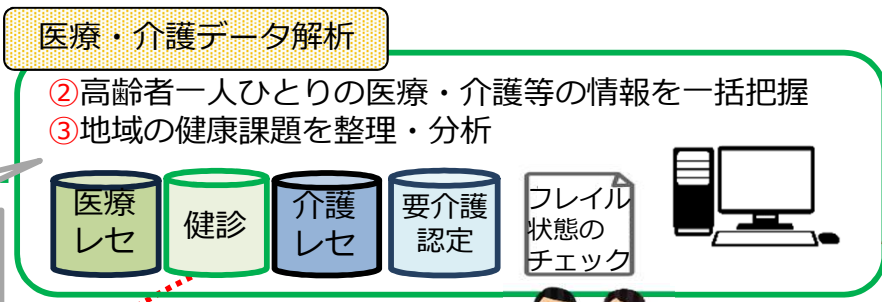 医療・介護データ解析
②高齢者一人ひとりの医療・介護等の情報を一括把握
③地域の健康課題を整理・分析
医療
レセ
健診
介護
レセ
要介護
認定
フレイル
状態の
チェック